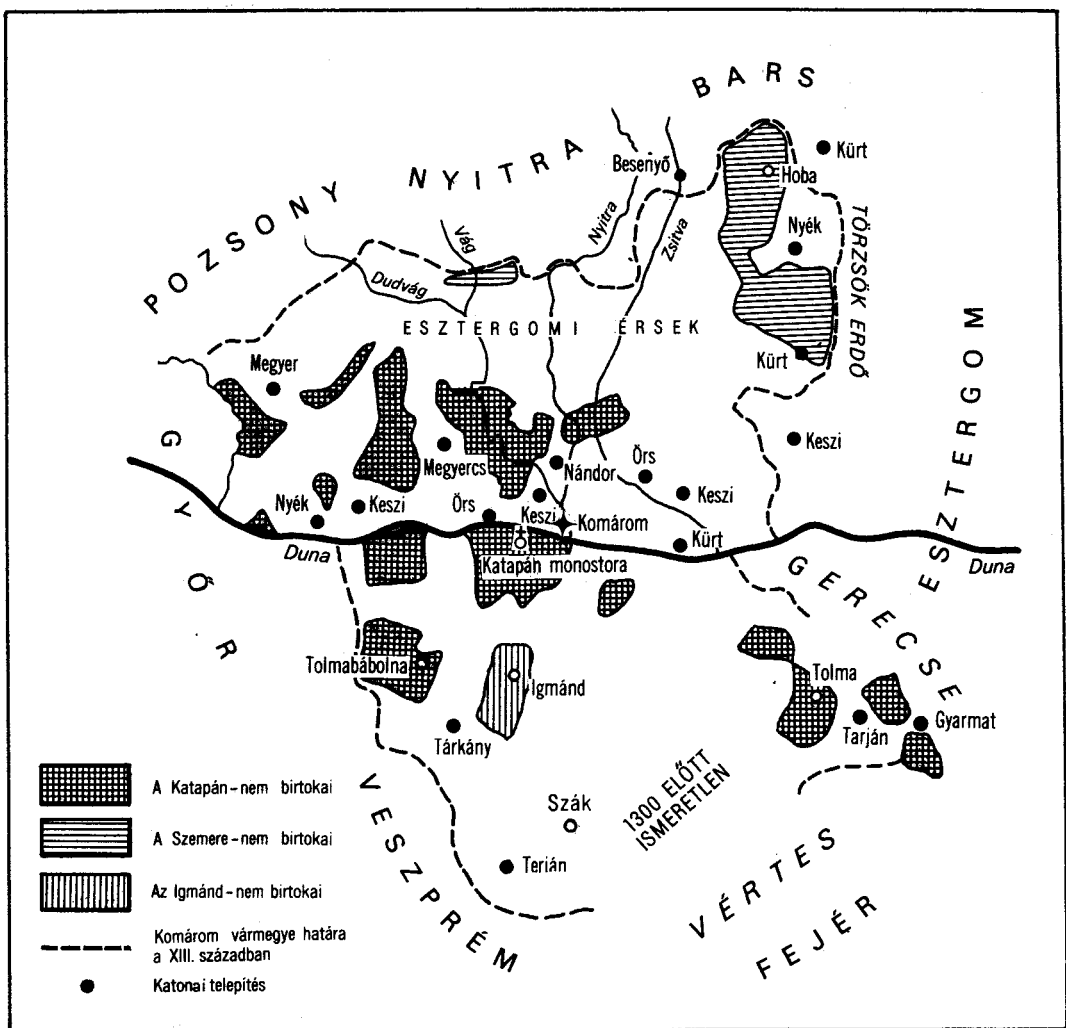 BARS
NYITRA
POZSONY
Kürt
Besenyő
Hoba
TÖRZSÖK ERDŐ
Nyék
Vág
Nyitra
Zsitva
Dudvág
ESZTERGOMI ÉRSEK
ESZTERGOM
Megyer
Kürt
Keszi
GYŐR
Megyercs
Nándor
Örs
Keszi
Nyék
Keszi
Örs
Keszi
Komárom
Kürt
Duna
Katapán monostora
Duna
GERECSE
Tolmabábolna
Igmánd
Tolma
Tarján
Gyarmat
Tárkány
VESZPRÉM
Szák
1300 ELŐTT
ISMERETLEN
Terián
VÉRTES
FEJÉR
A Katapán-nem birtokai
A Szemere-nem birtokai
Az Igmánd-nem birtokai
Komárom vármegye határa
a XIII. században
Katonai telepítés